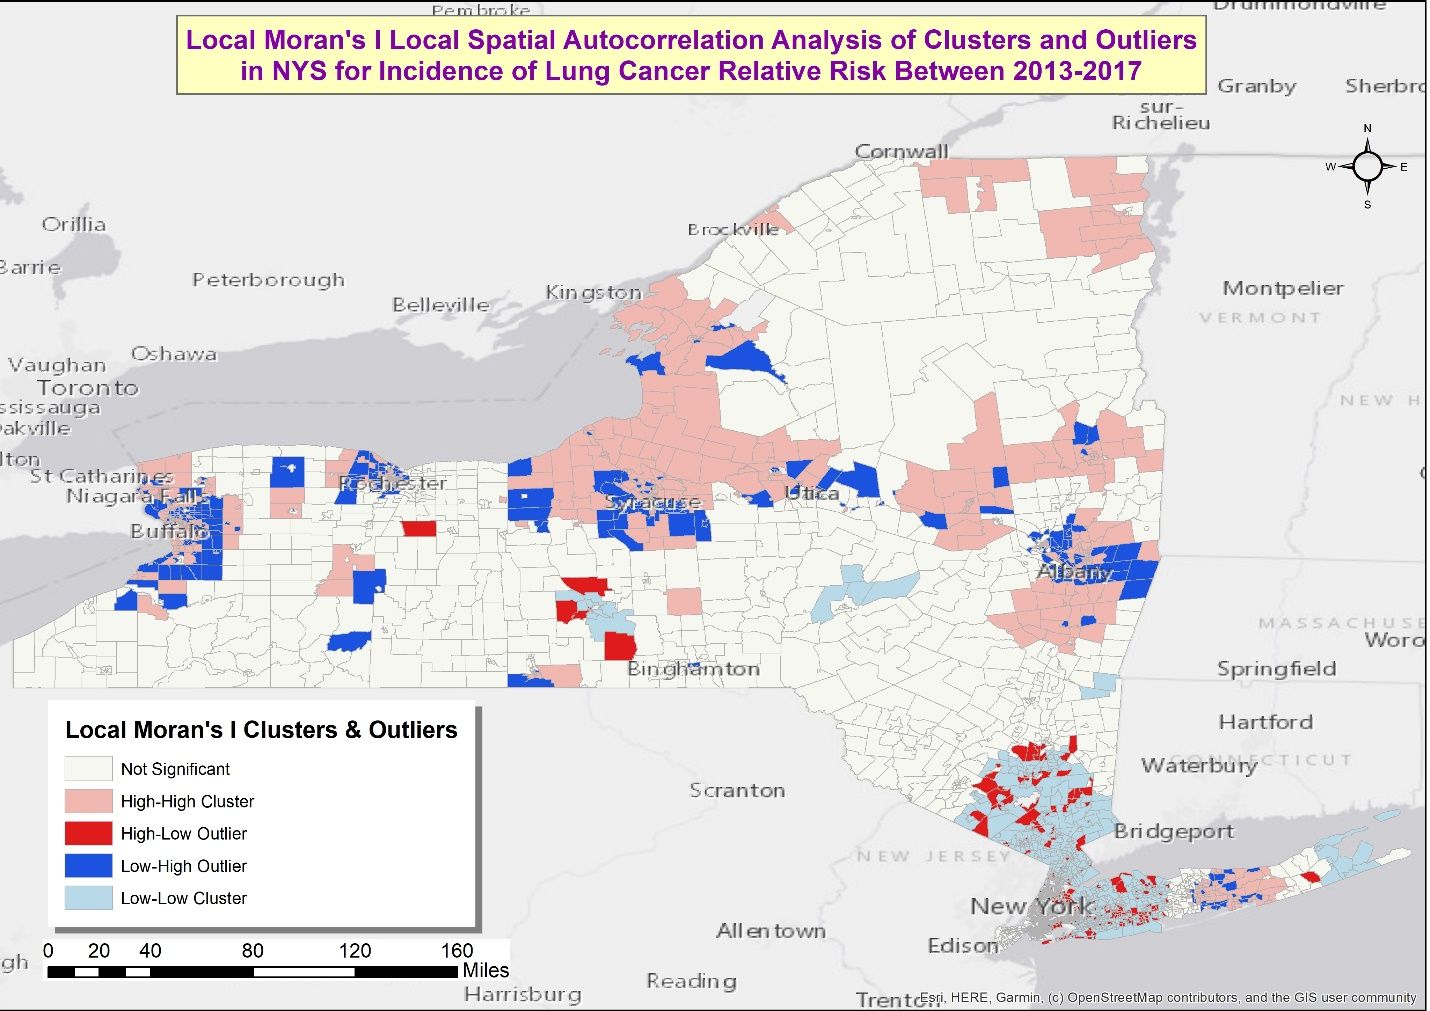 Pembroke
Drummondville
Local Moran's I Local Spatial Autocorrelation Analysis of Clusters and Outliers
in NYS for Incidence of Lung Cancer Relative Risk Between 2013-2017
Granby
Sherbro
sur-
Richelieu
N
W
E
S
Cornwall
Orillia
Brockville
Barrie
Peterborough
Kingston
Belleville
Montpelier
VERMONT
Oshawa
Vaughan
Toronto
ssissauga
akville
NEW H
lton
St Catharines
Niagara Falls
Rochester
Syracuse
Utica
Buffalo
Albany
MASSACHUSE
Worc
Binghamton
Springfield
Hartford
CONNECTICUT
Waterbury
Scranton
Bridgeport
NEW JERSEY
New York
Allentown
Edison
gh
Reading
Harrisburg
Trenton
Local Moran's I Clusters & Outliers
Not Significant
High-High Cluster
High-Low Outlier
Low-High Outlier
Low-Low Cluster
0 20 40 80 120 160
Miles
Esri, HERE, Garmin, (c) OpenStreetMap contributors, and the GIS user community